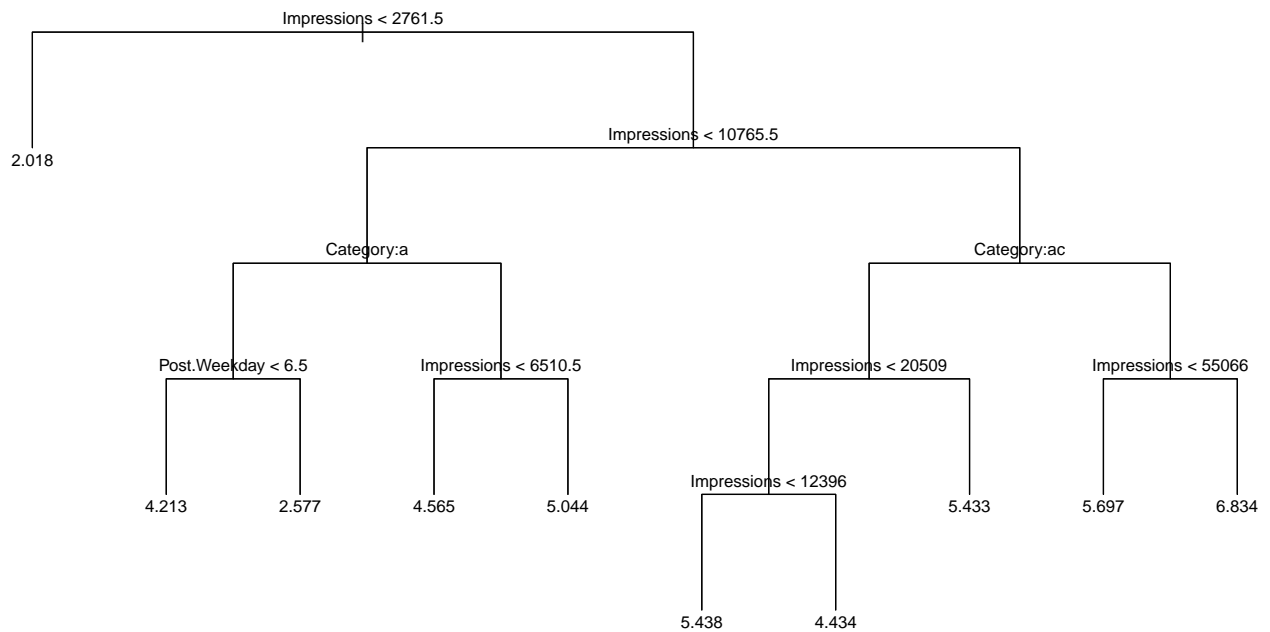 Impressions < 2761.5
Impressions < 10765.5
2.018
Category:a
Category:ac
Post.Weekday < 6.5
Impressions < 6510.5
Impressions < 20509
Impressions < 55066
Impressions < 12396
4.213
2.577
4.565
5.044
5.433
5.697
6.834
5.438
4.434